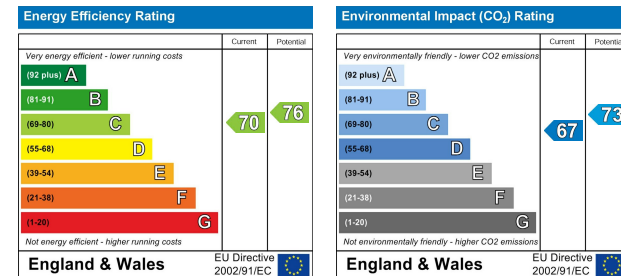 Energy Efficiency Rating
Current Potential
Very energy efficient - lower running costs
(92 plus) A
(81-91) B
(69-80) C
(55-68) D
(39-54) E
(21-38) F
(1-20) G
70
76
Not energy efficient - higher running costs
England & Wales
EU Directive
2002/91/EC
Environmental Impact (CO₂) Rating
Current Potentia
Very environmentally friendly - lower CO2 emissions
(92 plus) A
(81-91) B
(69-80) C
(55-68) D
(39-54) E
(21-38) F
(1-20) G
67
73
Not environmentally friendly - higher CO2 emissions
England & Wales
EU Directive
2002/91/EC